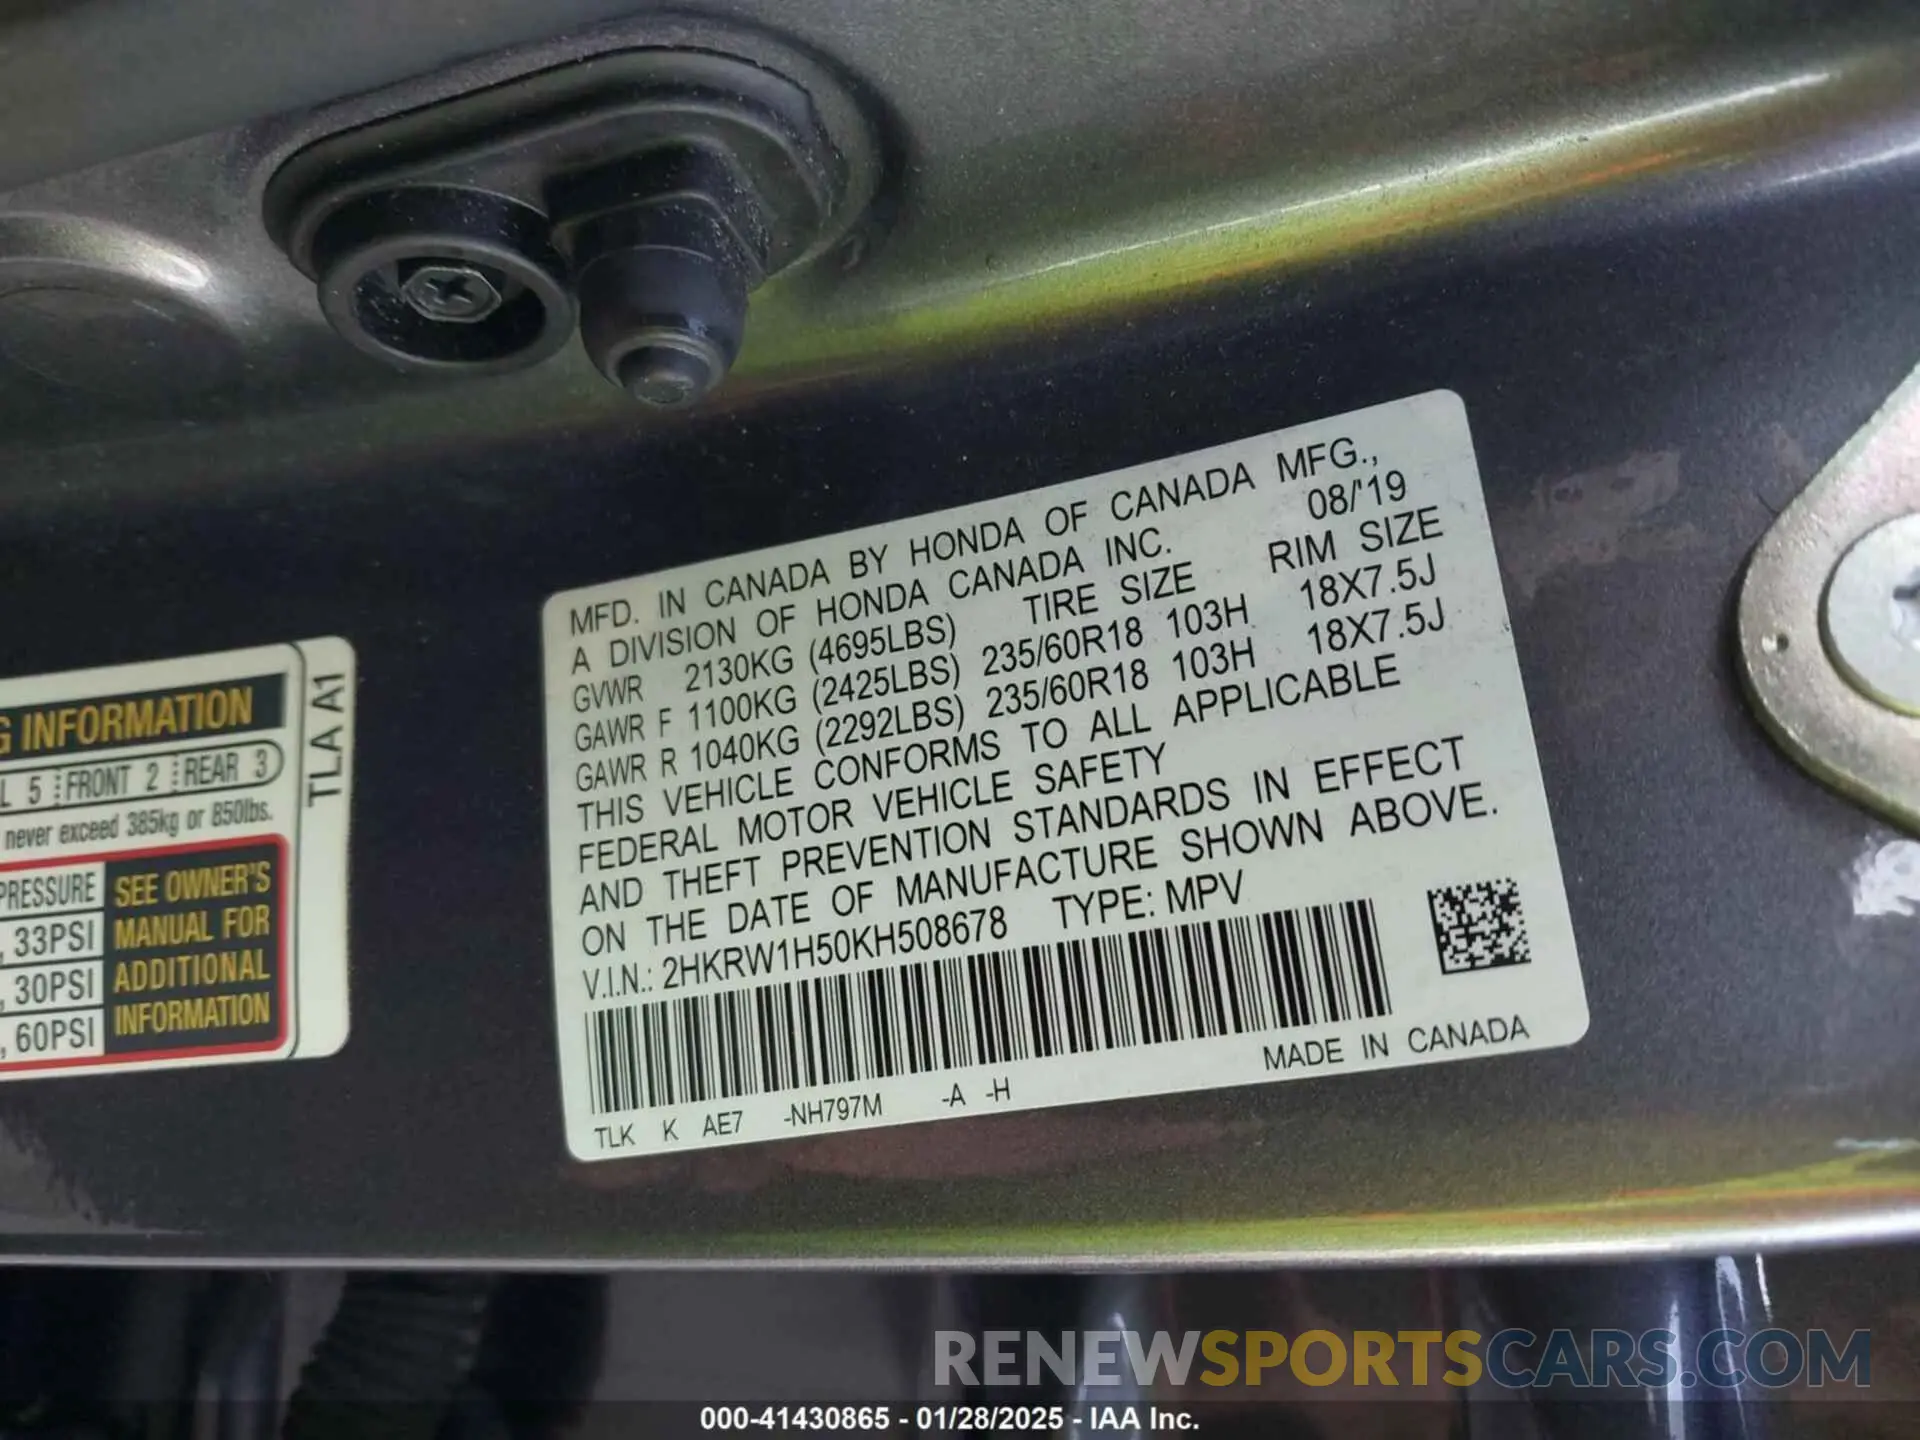 MFD. IN CANADA BY HONDA OF CANADA MFG.,
A DIVISION OF HONDA CANADA INC. 08/'19
GVWR 2130KG (4695LBS) TIRE SIZE RIM SIZE
GAWR F 1100KG (2425LBS) 235/60R18 103H 18X7.5J
GAWR R 1040KG (2292LBS) 235/60R18 103H 18X7.5J
THIS VEHICLE CONFORMS TO ALL APPLICABLE
FEDERAL MOTOR VEHICLE SAFETY
AND THEFT PREVENTION STANDARDS IN EFFECT
ON THE DATE OF MANUFACTURE SHOWN ABOVE.
V.I.N.: 2HKRW1H50KH508678 TYPE: MPV
MADE IN CANADA
TLK K AE7 -NH797M -A -H
G INFORMATION
L 5 FRONT 2 REAR 3
never exceed 385kg or 850lbs.
PRESSURE
, 33PSI
, 30PSI
, 60PSI
SEE OWNER'S
MANUAL FOR
ADDITIONAL
INFORMATION
TLA A1
RENEWSPORTSCARS.COM
000-41430865 - 01/28/2025 - IAA Inc.